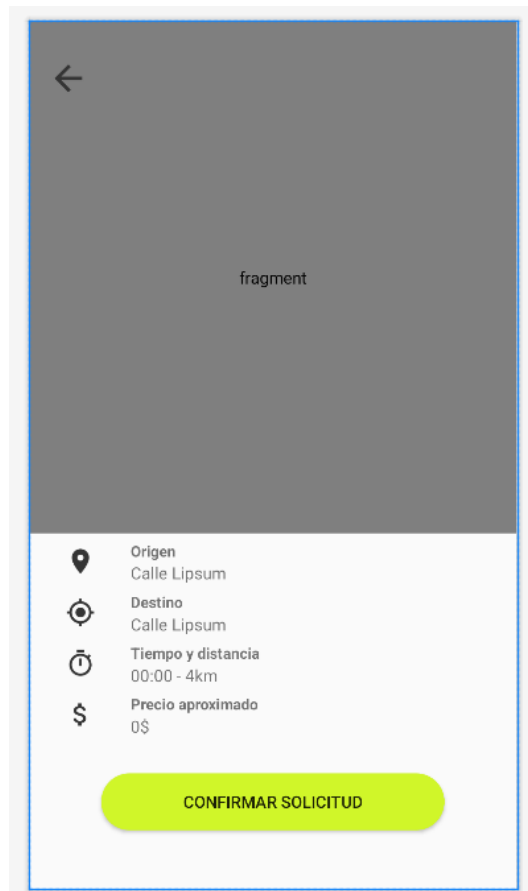 fragment
Origen
Calle Lipsum
Destino
Calle Lipsum
Tiempo y distancia
00:00 - 4km
Precio aproximado
0$
CONFIRMAR SOLICITUD